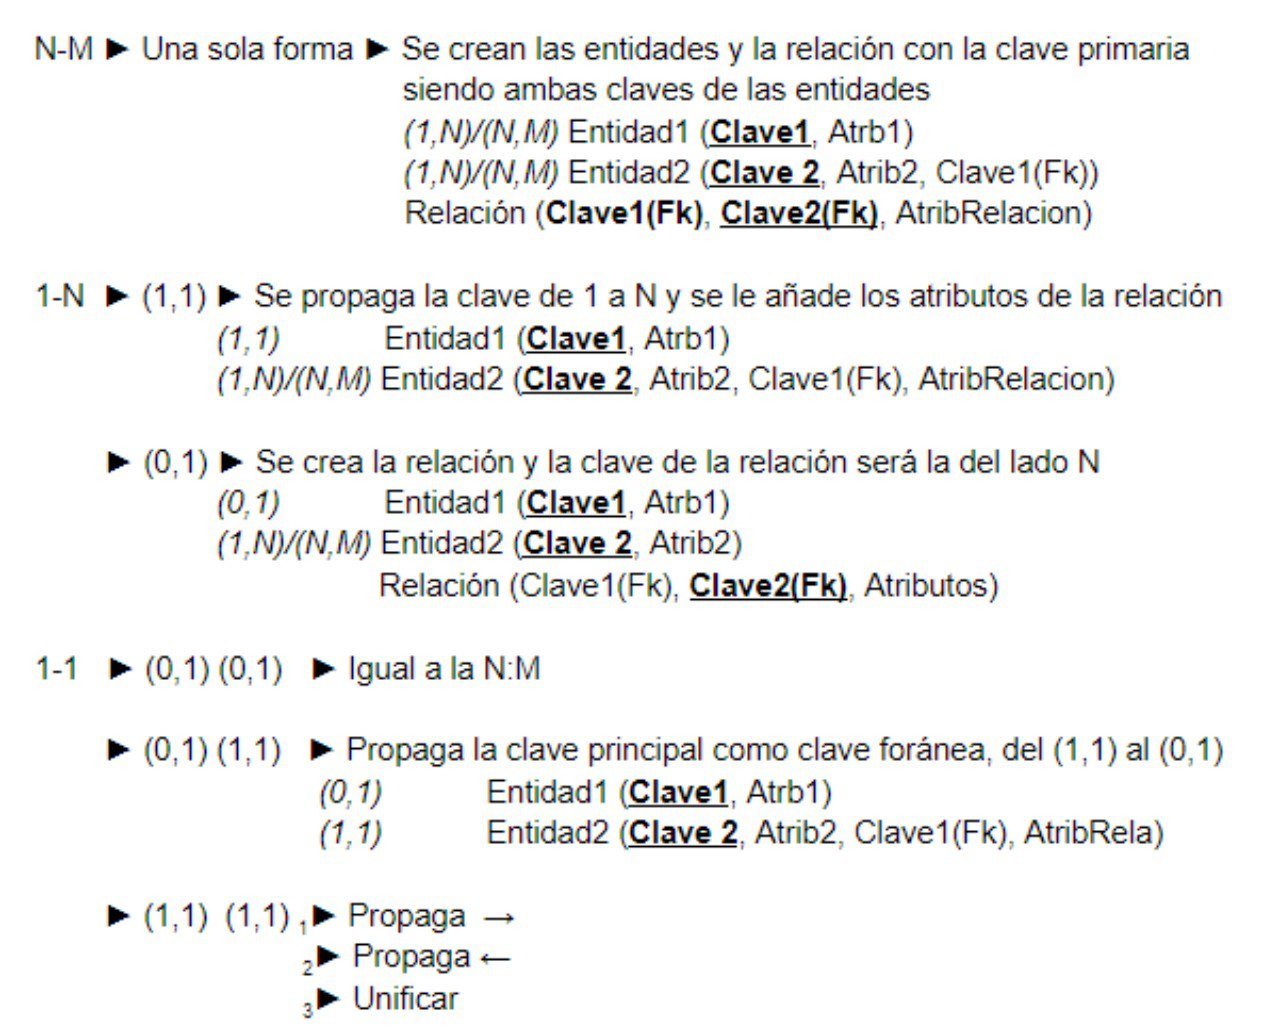 N-M ► Una sola forma ► Se crean las entidades y la relación con la clave primaria
siendo ambas claves de las entidades
(1,N)/(N,M) Entidad1 (Clave1, Atrb1)
(1,N)/(N,M) Entidad2 (Clave 2, Atrib2, Clave1(Fk))
Relación (Clave1(Fk), Clave2(Fk), AtribRelacion)
1-N ► (1,1) ► Se propaga la clave de 1 a N y se le añade los atributos de la relación
(1,1) Entidad1 (Clave1, Atrb1)
(1,N)/(N,M) Entidad2 (Clave 2, Atrib2, Clave1(Fk), AtribRelacion)
► (0,1) ► Se crea la relación y la clave de la relación será la del lado N
(0,1) Entidad1 (Clave1, Atrb1)
(1,N)/(N,M) Entidad2 (Clave 2, Atrib2)
Relación (Clave1(Fk), Clave2(Fk), Atributos)
1-1 ► (0,1) (0,1) ► Igual a la N:M
► (0,1) (1,1) ► Propaga la clave principal como clave foránea, del (1,1) al (0,1)
(0,1) Entidad1 (Clave1, Atrb1)
(1,1) Entidad2 (Clave 2, Atrib2, Clave1(Fk), AtribRela)
► (1,1) (1,1) 1► Propaga →
2► Propaga ←
3► Unificar